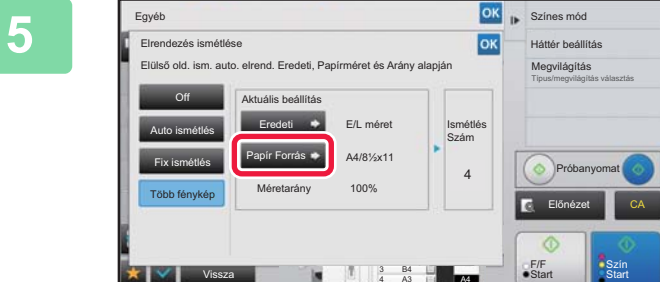 5
Egyéb
OK
Elrendezés ismétlése
OK
Elülső old. ism. auto. elrend. Eredeti, Papírméret és Arány alapján
Off
Auto ismétlés
Fix ismétlés
Több fénykép
Aktuális beállítás
Eredeti
E/L méret
Papír Forrás
A4/8½x11
Méretarány
100%
Ismétlés
Szám
4
Vissza
3 B4
4 A3
A4
Színes mód
Háttér beállítás
Megvilágítás
Típus/megvilágítás választás
Próbanyomat
Előnézet
CA
F/F
Start
Szín
Start